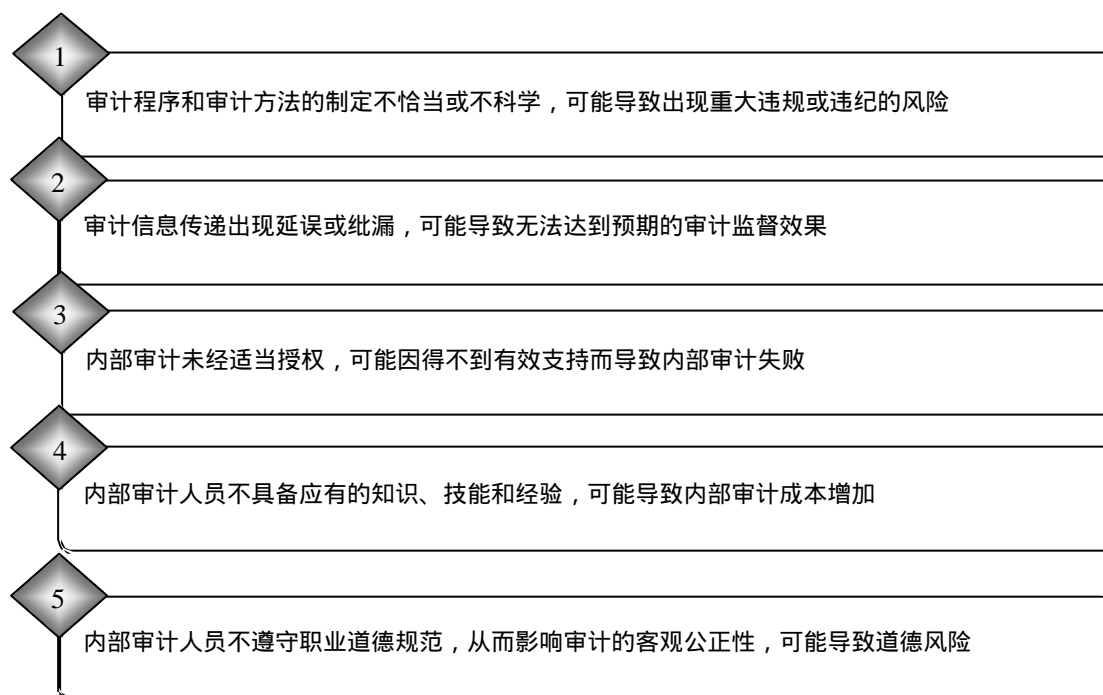 1
审计程序和审计方法的制定不恰当或不科学，可能导致出现重大违规或违纪的风险
2
审计信息传递出现延误或纰漏，可能导致无法达到预期的审计监督效果
3
内部审计未经适当授权，可能因得不到有效支持而导致内部审计失败
4
内部审计人员不具备应有的知识、技能和经验，可能导致内部审计成本增加
5
内部审计人员不遵守职业道德规范，从而影响审计的客观公正性，可能导致道德风险